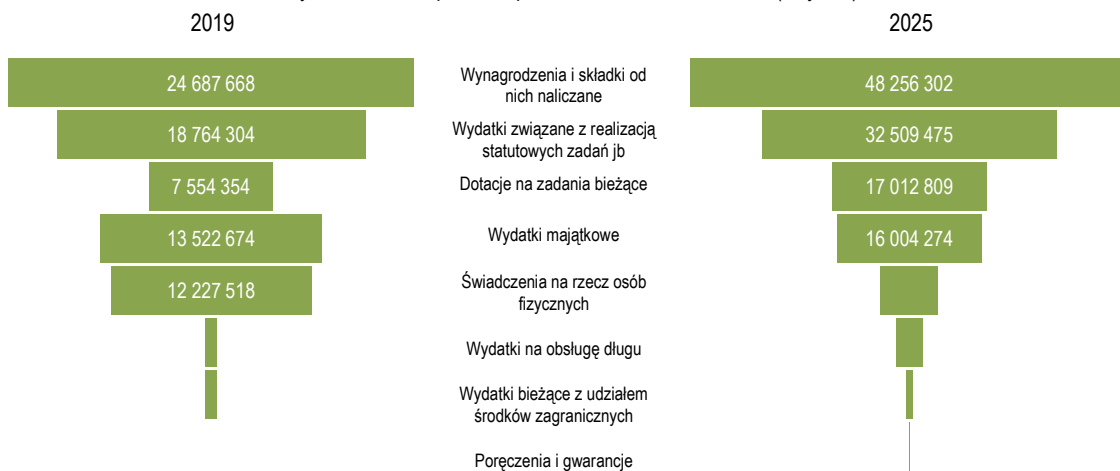 2019
2025
24 687 668
Wynagrodzenia i składki od
nich naliczane
48 256 302
18 764 304
Wydatki związane z realizacją
statutowych zadań jb
32 509 475
7 554 354
Dotacje na zadania bieżące
17 012 809
13 522 674
Wydatki majątkowe
16 004 274
12 227 518
Świadczenia na rzecz osób
fizycznych
Wydatki na obsługę długu
Wydatki bieżące z udziałem
środków zagranicznych
Poręczenia i gwarancje